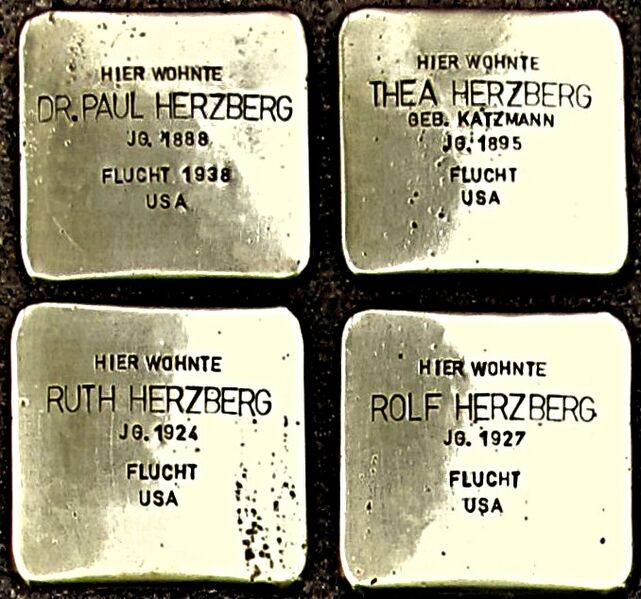 HIER WOHNTE
DR. PAUL HERZBERG
JG. 1888
FLUCHT 1938
USA
HIER WOHNTE
THEA HERZBERG
GEB. KATZMANN
JG. 1895
FLUCHT
USA
HIER WOHNTE
RUTH HERZBERG
JG. 1924
FLUCHT
USA
HIER WOHNTE
ROLF HERZBERG
JG. 1927
FLUCHT
USA